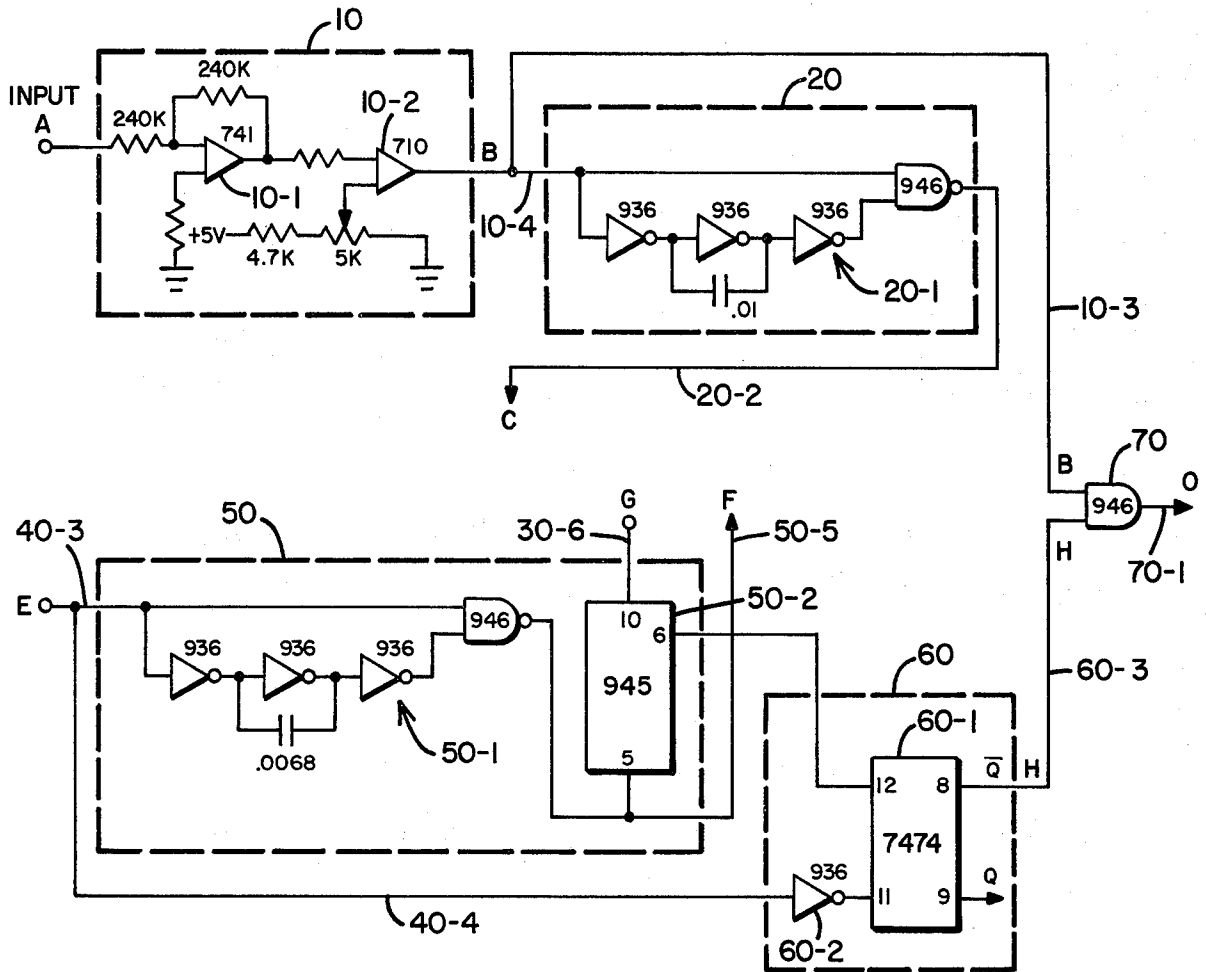 10
240K
INPUT
A
240K
741
10-2
710
10-1
+5V
4.7K
5K
B
10-4
20
946
936
936
936
.01
20-1
10-3
20-2
C
B
70
946
O
H
70-1
40-3
50
G
30-6
F
50-5
E
946
936
936
936
.0068
50-1
10
6
945
5
50-2
60
60-3
60-1
12
8
Q̅
H
7474
936
11
9
Q
40-4
60-2